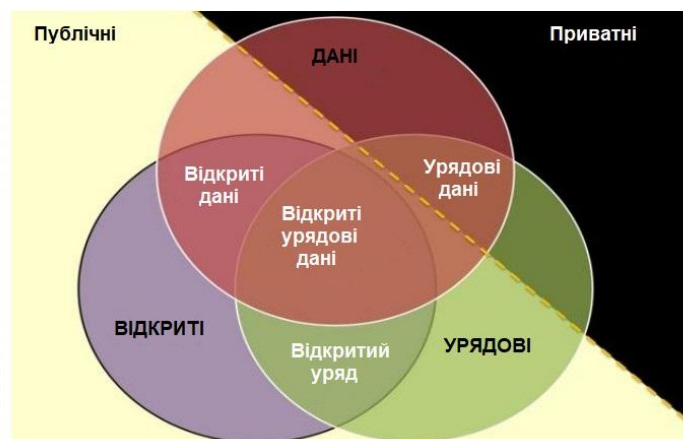 Публічні
Приватні
ДАНІ
Відкриті
дані
Урядові
дані
Відкриті
урядові
дані
ВІДКРИТІ
УРЯДОВІ
Відкритий
уряд